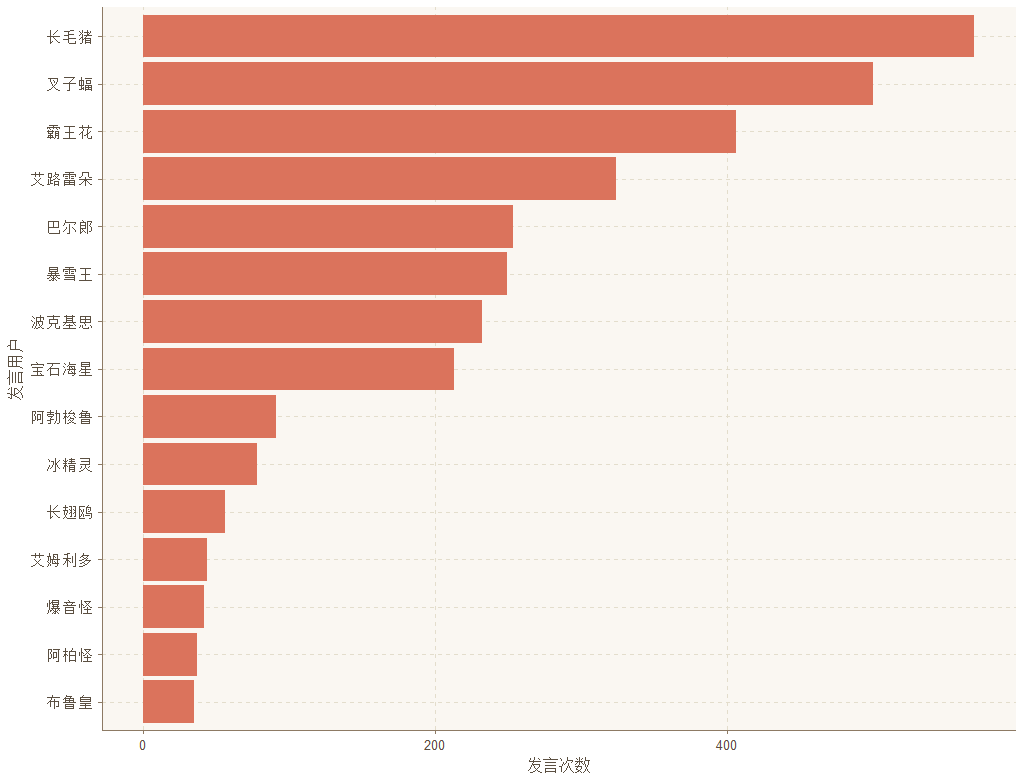 长毛猪
叉子蝠
霸王花
艾路雷朵
巴尔郎
暴雪王
波克基思
宝石海星
阿勃梭鲁
冰精灵
长翅鸥
艾姆利多
爆音怪
阿柏怪
布鲁皇
发言用户
0 200 400
发言次数